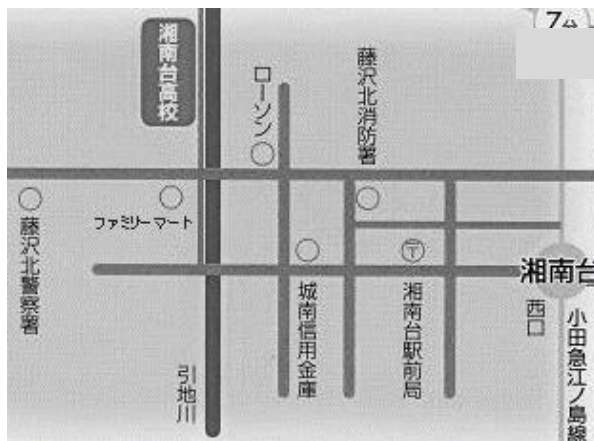 湘南台高校
7分
ローソン
藤沢北消防署
ファミリーマート
藤沢北警察署
〒
湘南台
城南信用金庫
湘南台駅前局
西口
小田急江ノ島線
引地川